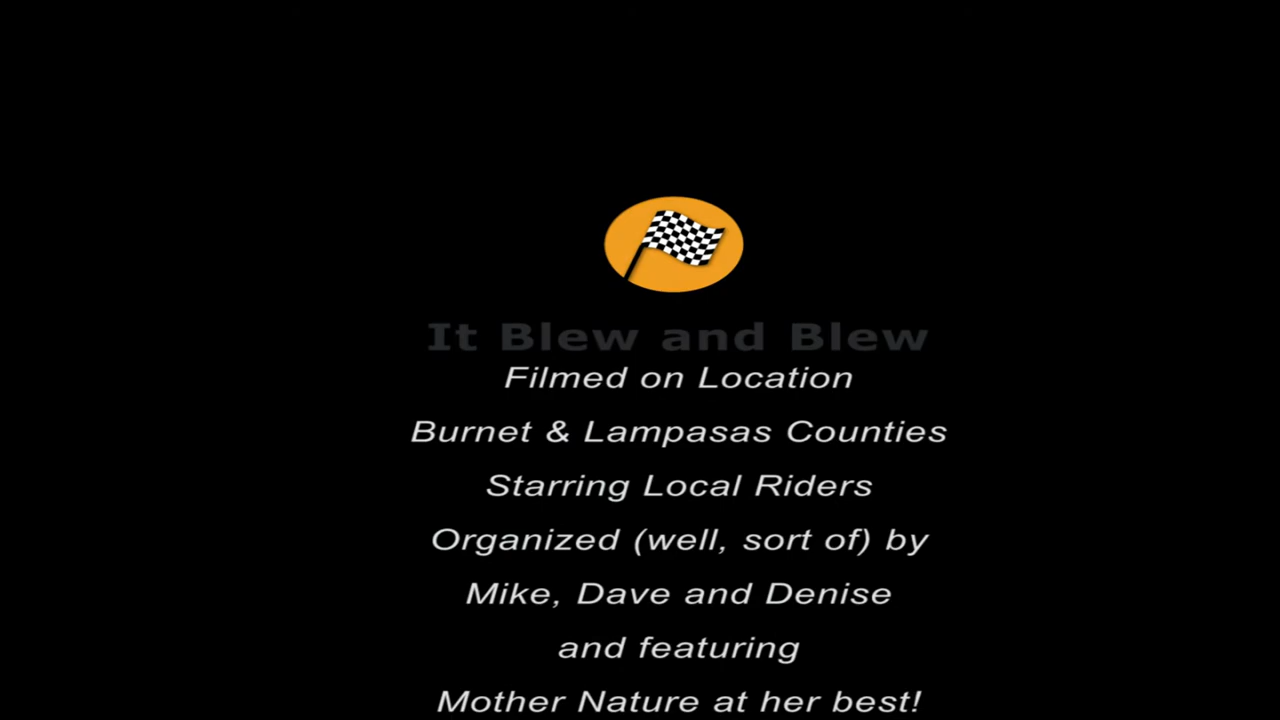 It Blew and Blew
Filmed on Location
Burnet & Lampasas Counties
Starring Local Riders
Organized (well, sort of) by
Mike, Dave and Denise
and featuring
Mother Nature at her best!